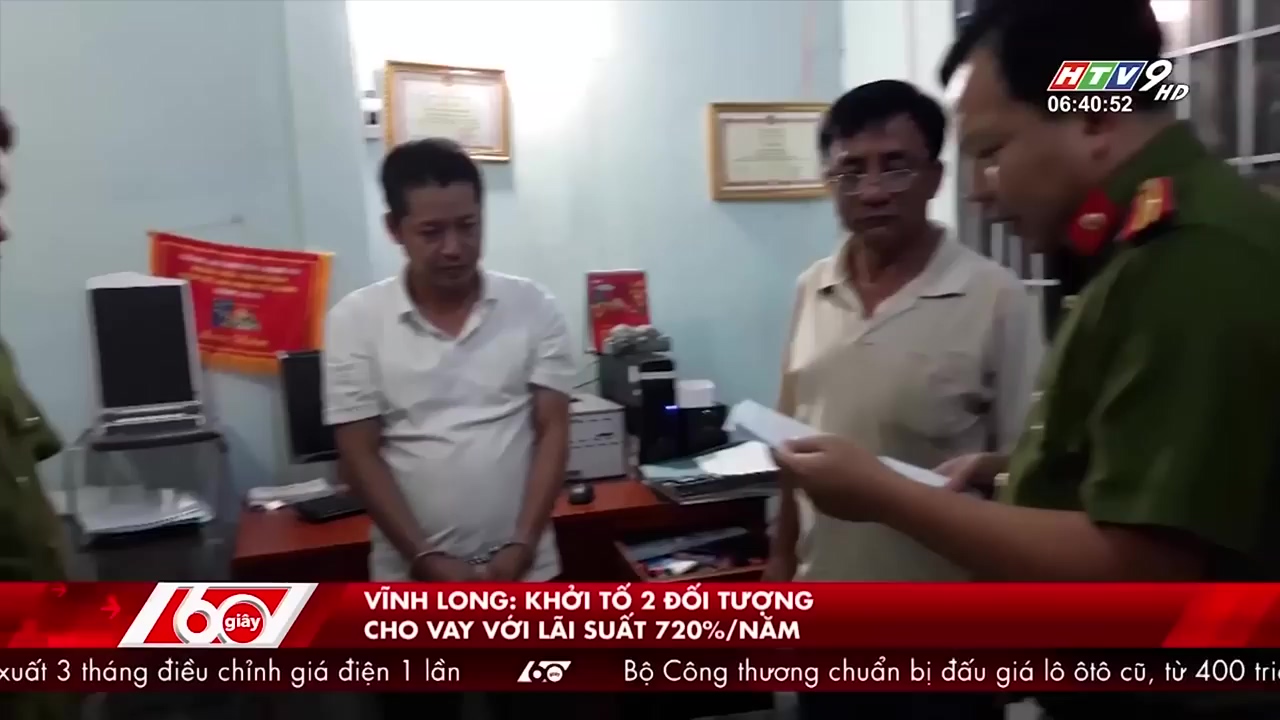 HTV9 HD
06:40:52
60 giây
VĨNH LONG: KHỞI TỐ 2 ĐỐI TƯỢNG
CHO VAY VỚI LÃI SUẤT 720%/NĂM
xuất 3 tháng điều chỉnh giá điện 1 lần 60 giây Bộ Công thương chuẩn bị đấu giá lô ôtô cũ, từ 400